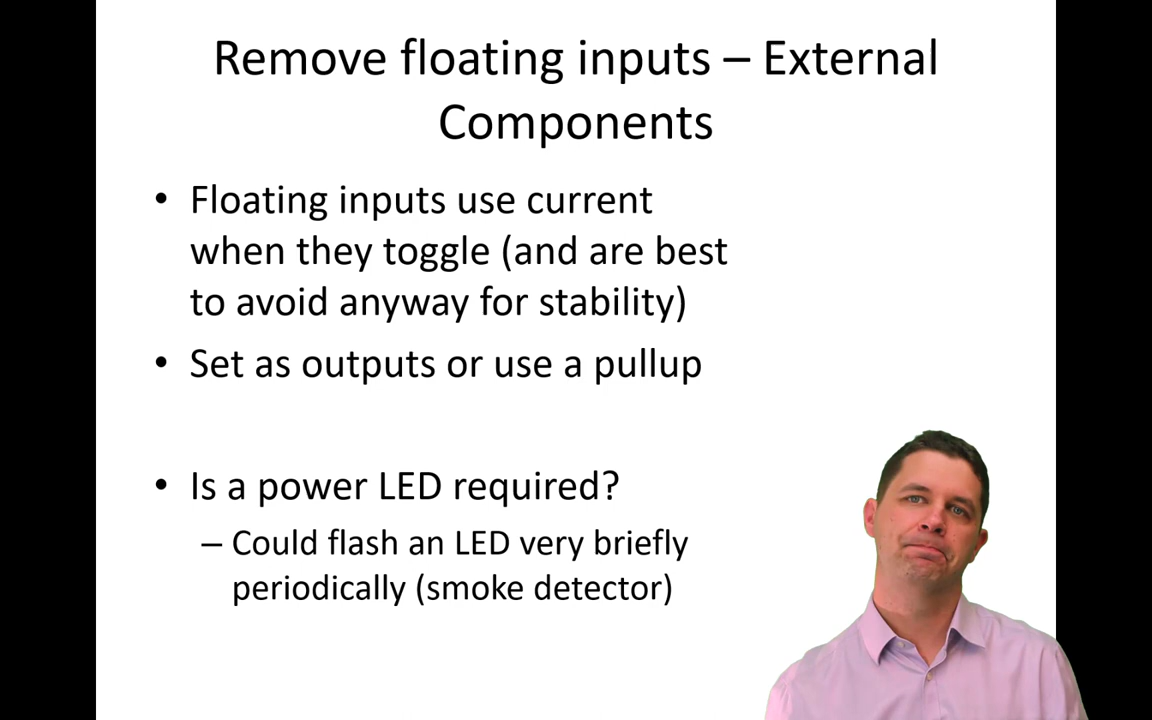 Remove floating inputs – External
Components
• Floating inputs use current
when they toggle (and are best
to avoid anyway for stability)
• Set as outputs or use a pullup
• Is a power LED required?
– Could flash an LED very briefly
periodically (smoke detector)